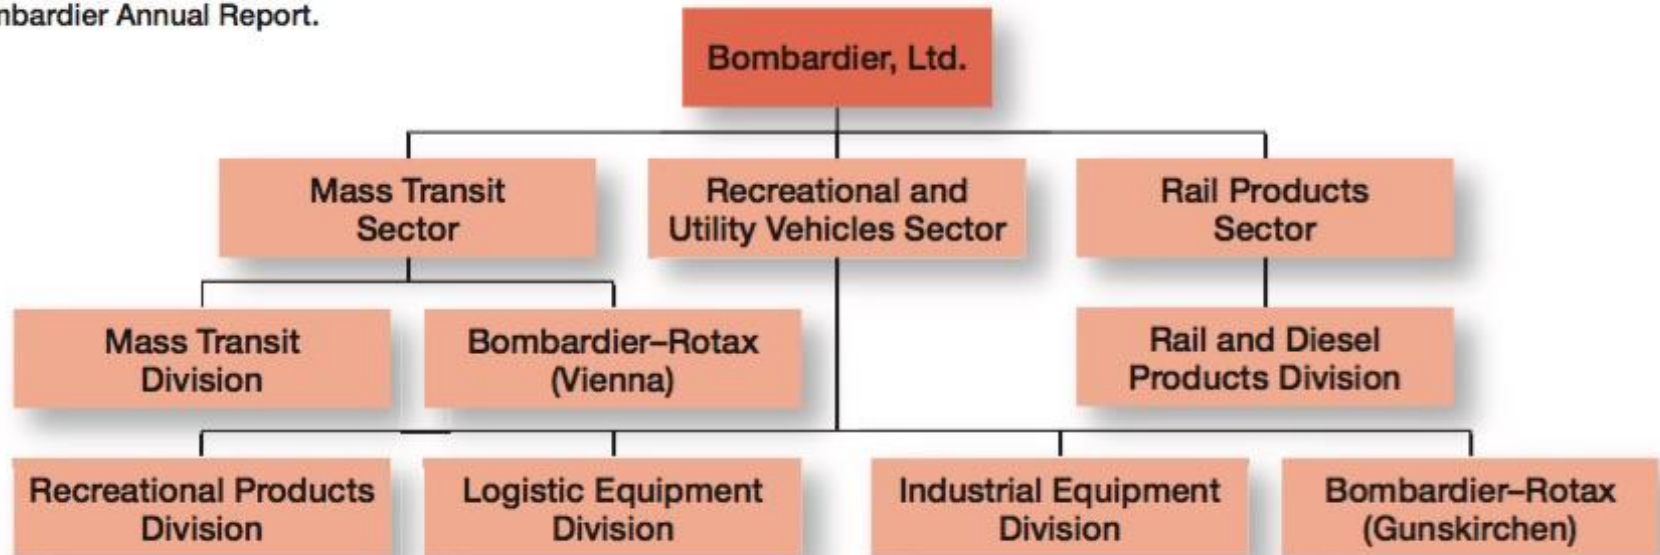 Annual Report.
Bombardier, Ltd.
Mass Transit
Sector
Recreational and
Utility Vehicles Sector
Rail Products
Sector
Mass Transit
Division
Bombardier–Rotax
(Vienna)
Rail and Diesel
Products Division
Recreational Products
Division
Logistic Equipment
Division
Industrial Equipment
Division
Bombardier–Rotax
(Gunskirchen)